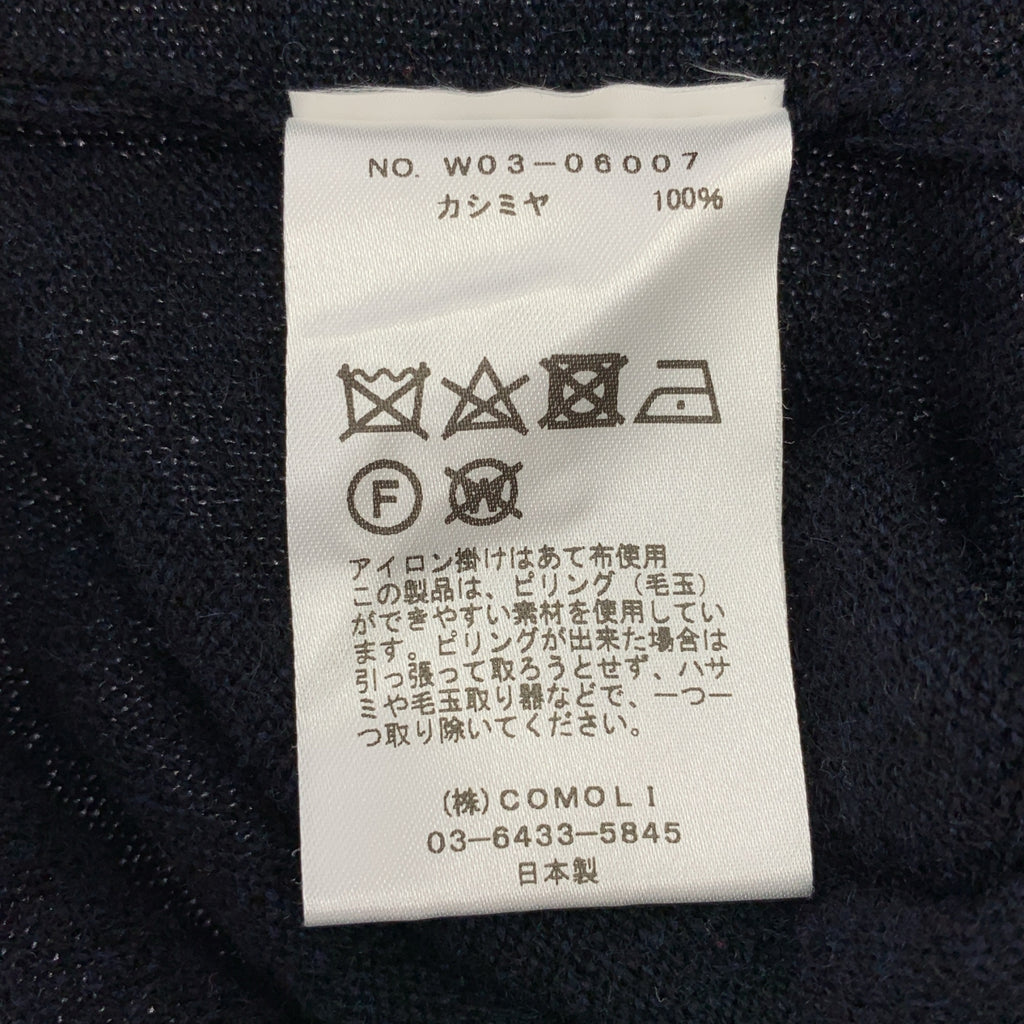 NO. W03-06007
カシミヤ 100%
F
W
アイロン掛けはあて布使用
この製品は、ピリング(毛玉)
ができやすい素材を使用してい
ます。ピリングが出来た場合は
引っ張って取ろうとせず、ハサ
ミや毛玉取り器などで、一つ一
つ取り除いてください。
(株)COMOLI
03-6433-5845
日本製